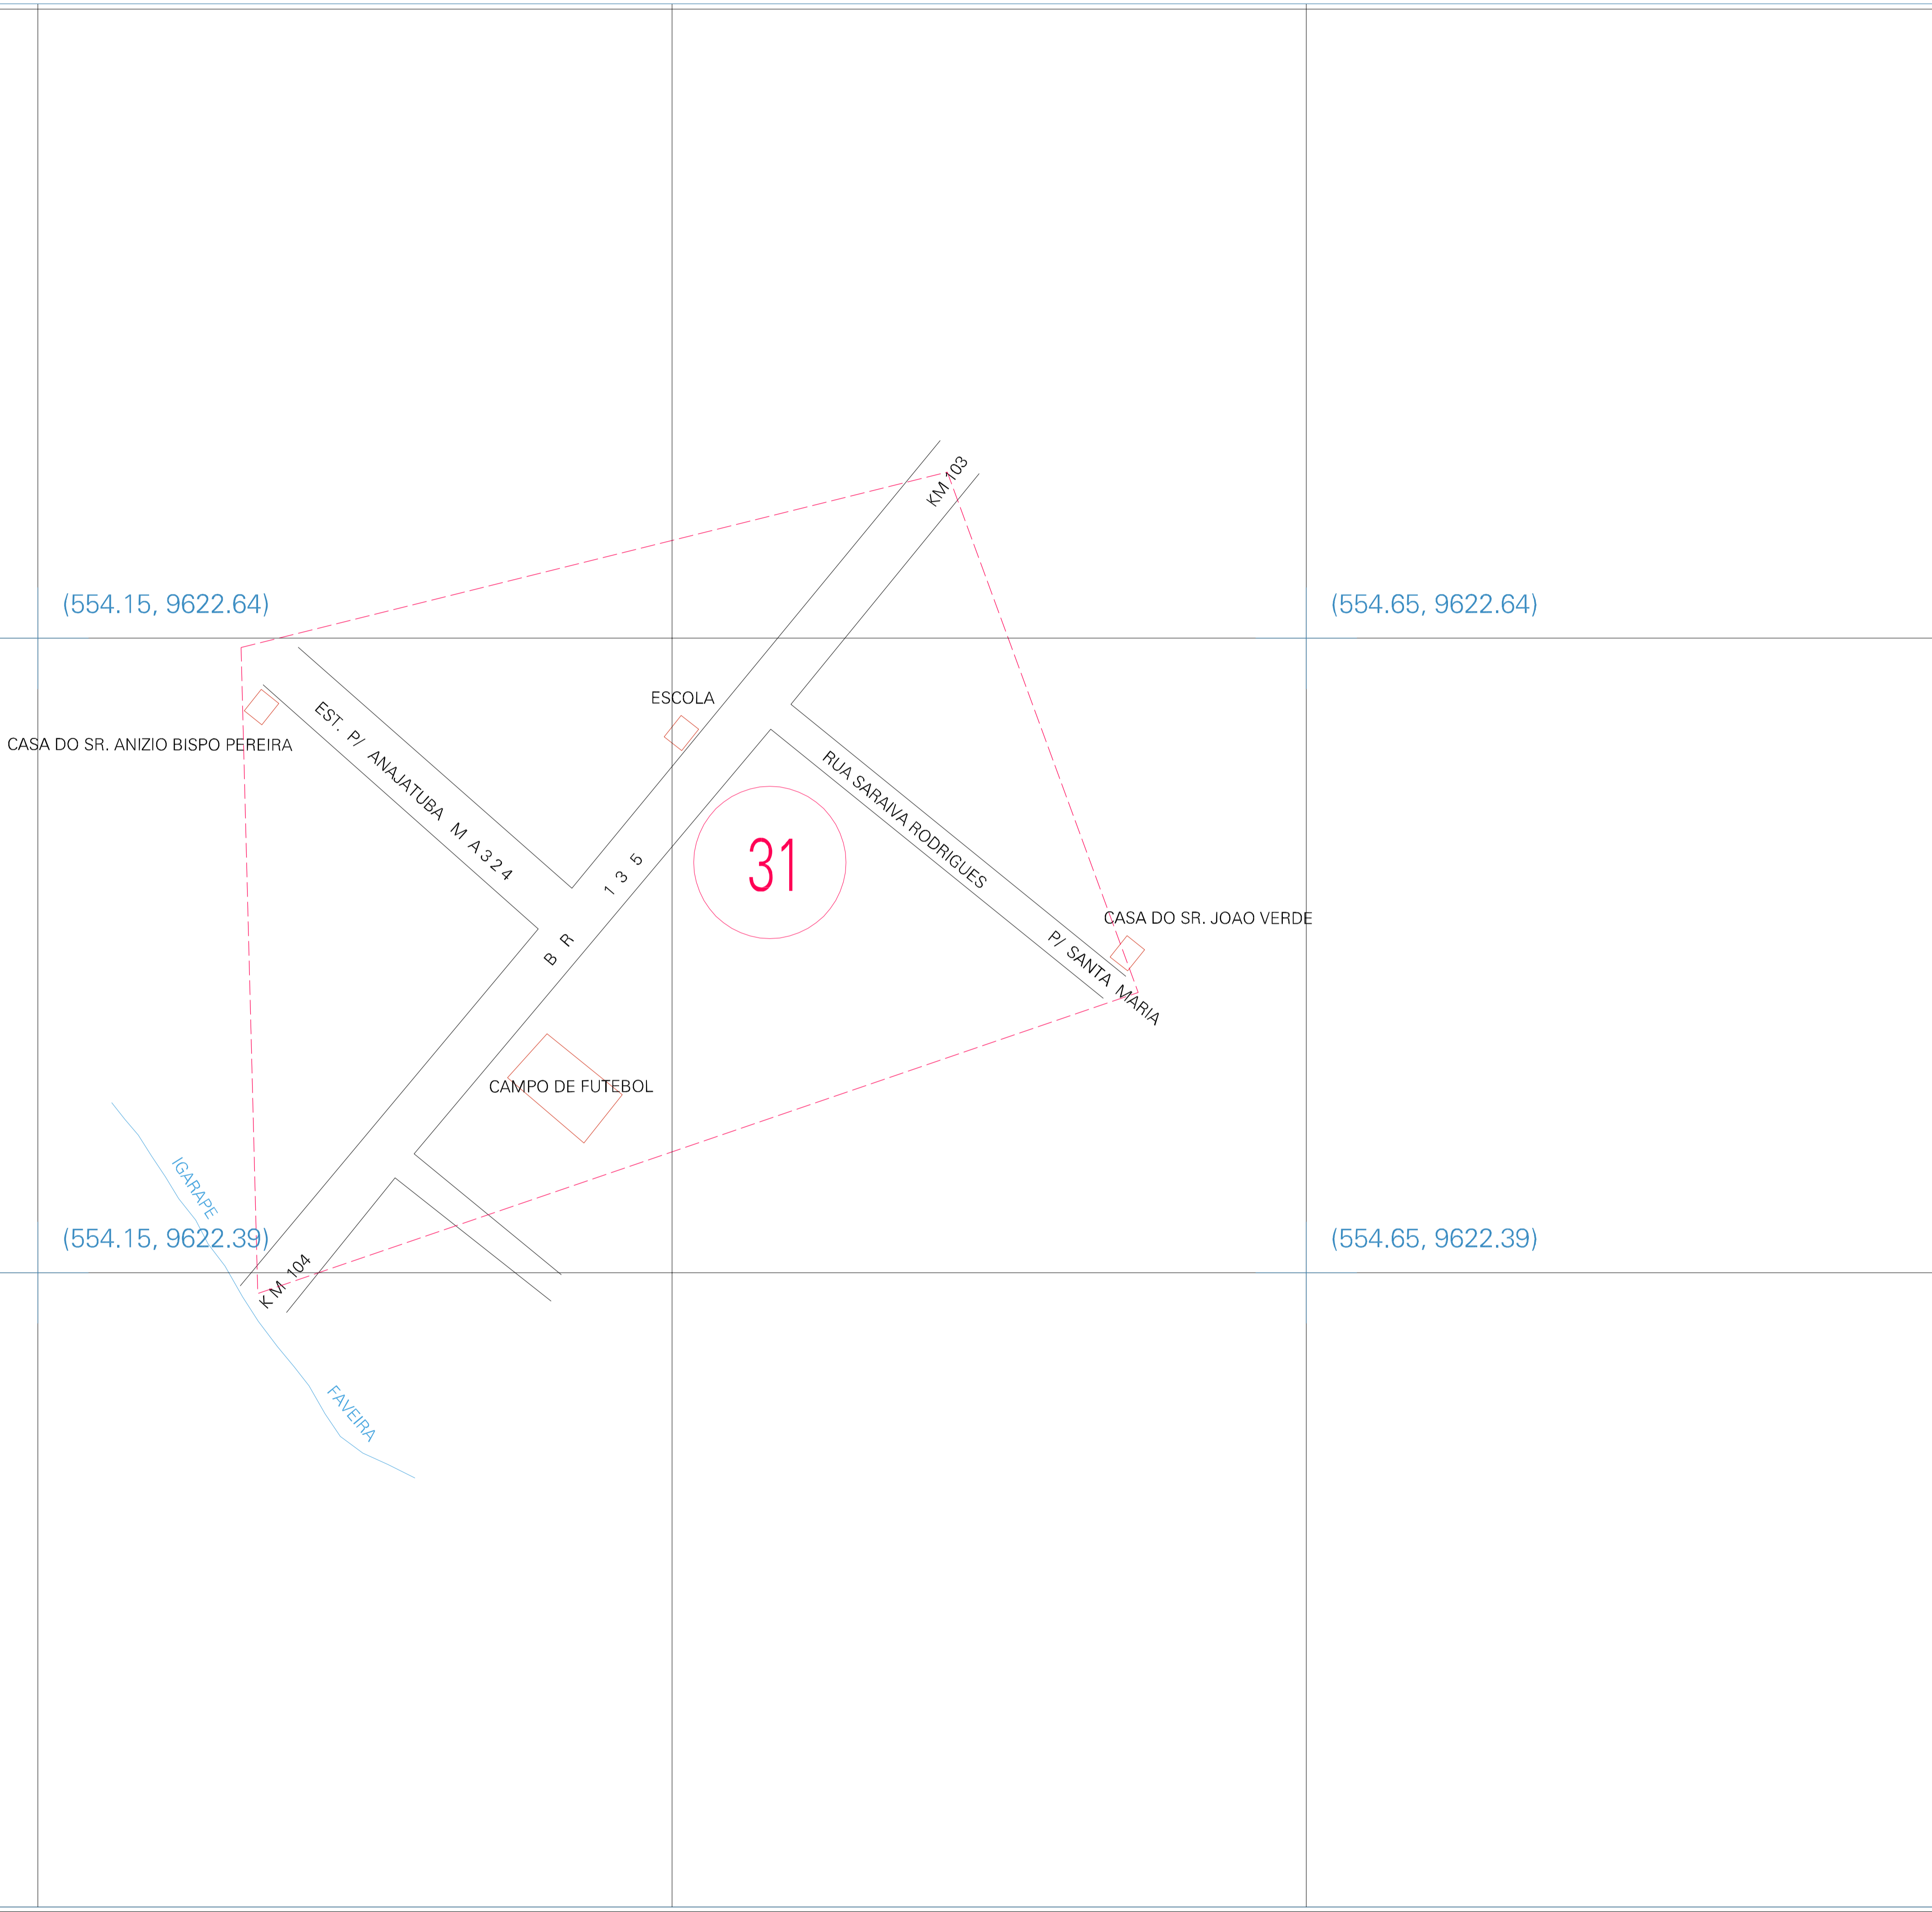 KM 103
(554.15, 9622.64)
(554.65, 9622.64)
ESCOLA
CASA DO SR. ANIZIO BISPO PEREIRA
EST. P/ ANAJATUBA M A 3 2 4
RUA SARAIVA RODRIGUES
31
B R 1 3 5
CASA DO SR. JOAO VERDE
P/ SANTA MARIA
CAMPO DE FUTEBOL
IGARAPE
(554.15, 9622.39)
(554.65, 9622.39)
KM 104
FAVEIRA